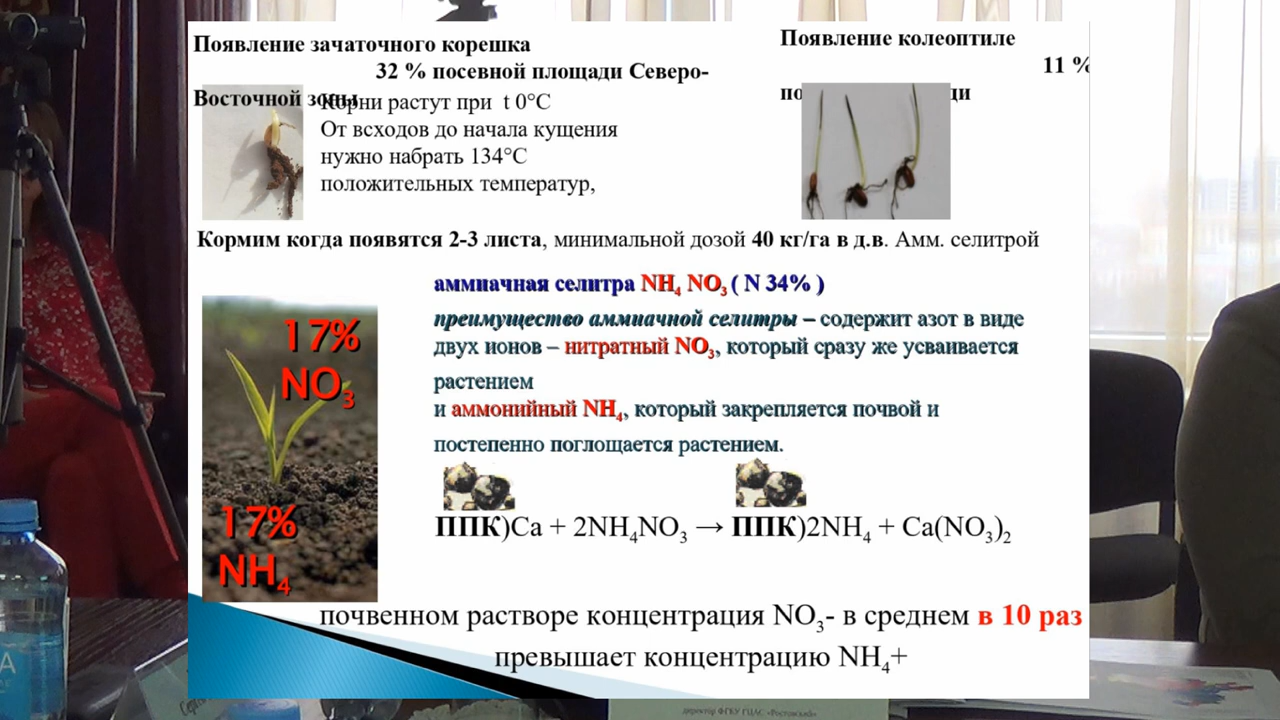 Появление зачаточного корешка
32 % посевной площади Северо-
Восточной зоны
Корни растут при t 0°С
От всходов до начала кущения
нужно набрать 134°С
положительных температур,
Появление колеоптиле
11 %
Кормим когда появятся 2-3 листа, минимальной дозой 40 кг/га в д.в. Амм. селитрой
аммиачная селитра NH4 NO3 ( N 34% )
преимущество аммиачной селитры – содержит азот в виде
двух ионов – нитратный NO3, который сразу же усваивается
растением
и аммонийный NH4, который закрепляется почвой и
постепенно поглощается растением.
17%
NO3
17%
NH4
ППК)Ca + 2NH4NO3 → ППК)2NH4 + Ca(NO3)2
почвенном растворе концентрация NO3- в среднем в 10 раз
превышает концентрацию NH4+
директор ФГБУ ГЦАС «Ростовский»